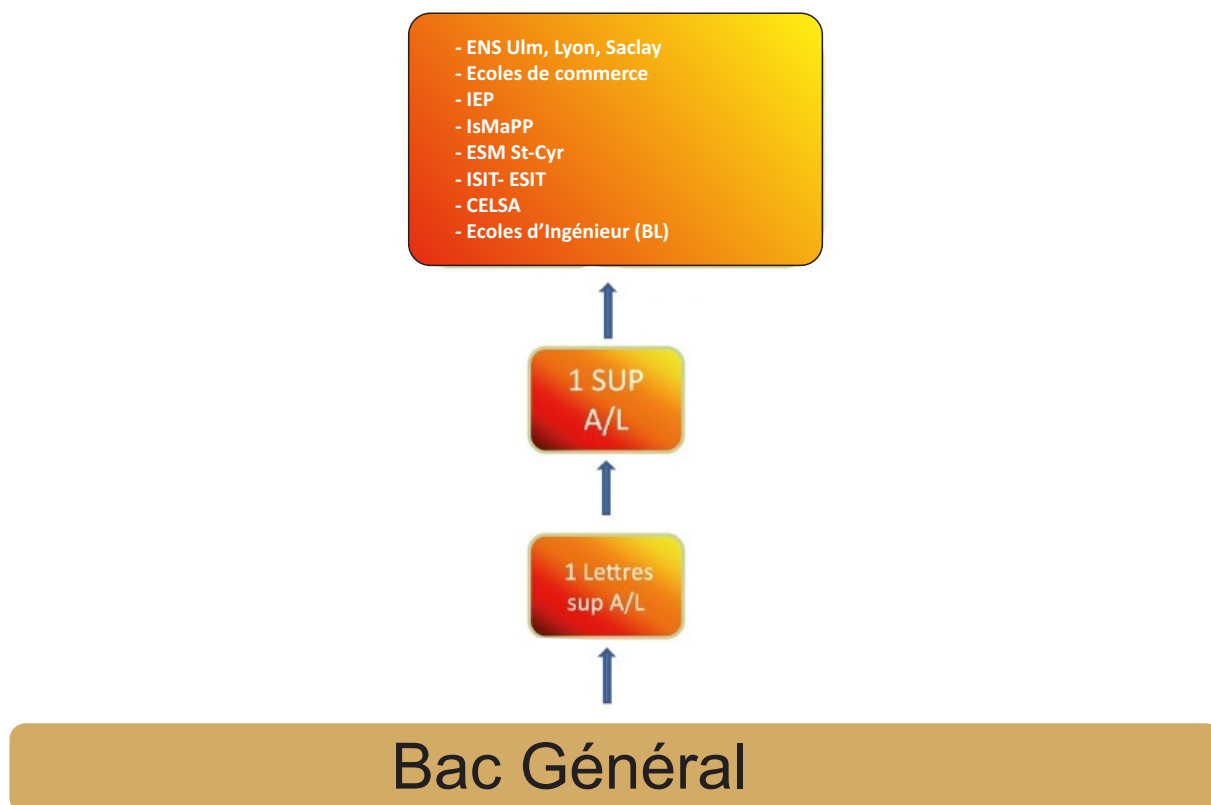 - ENS Ulm, Lyon, Saclay
- Ecoles de commerce
- IEP
- IsMaPP
- ESM St-Cyr
- ISIT- ESIT
- CELSA
- Ecoles d’Ingénieur (BL)
1 SUP
A/L
1 Lettres
sup A/L
Bac Général